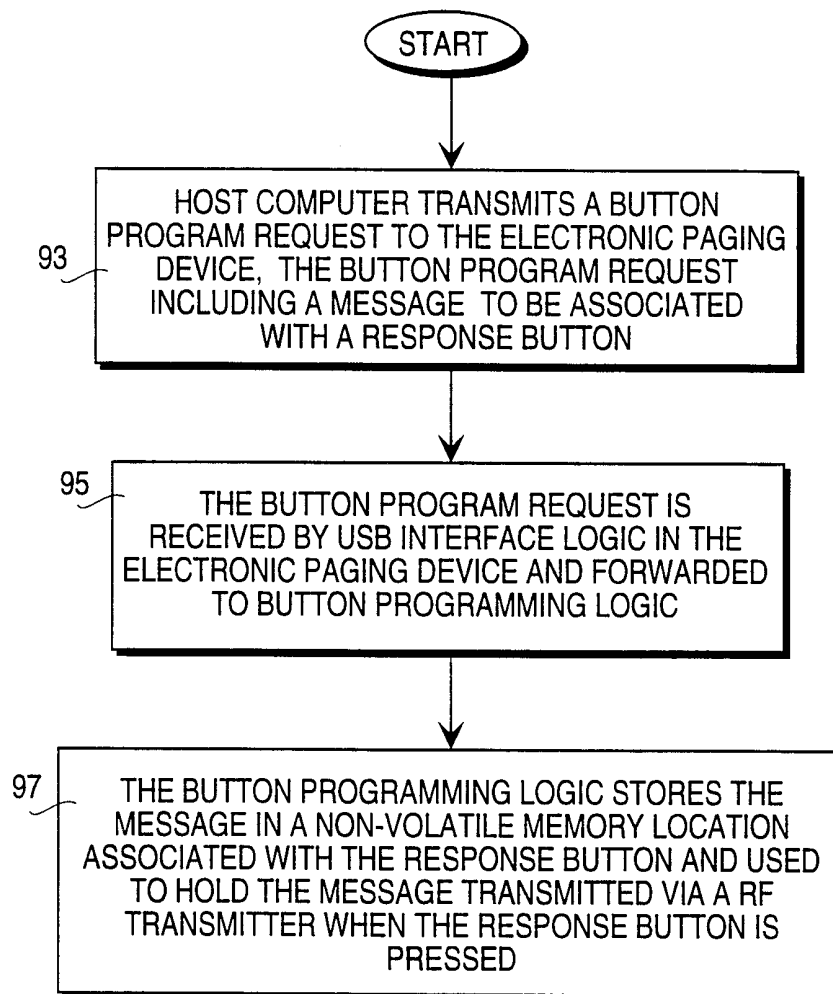 START
HOST COMPUTER TRANSMITS A BUTTON
PROGRAM REQUEST TO THE ELECTRONIC PAGING
DEVICE, THE BUTTON PROGRAM REQUEST
INCLUDING A MESSAGE TO BE ASSOCIATED
WITH A RESPONSE BUTTON
93
95
THE BUTTON PROGRAM REQUEST IS
RECEIVED BY USB INTERFACE LOGIC IN THE
ELECTRONIC PAGING DEVICE AND FORWARDED
TO BUTTON PROGRAMMING LOGIC
97
THE BUTTON PROGRAMMING LOGIC STORES THE
MESSAGE IN A NON-VOLATILE MEMORY LOCATION
ASSOCIATED WITH THE RESPONSE BUTTON AND USED
TO HOLD THE MESSAGE TRANSMITTED VIA A RF
TRANSMITTER WHEN THE RESPONSE BUTTON IS
PRESSED